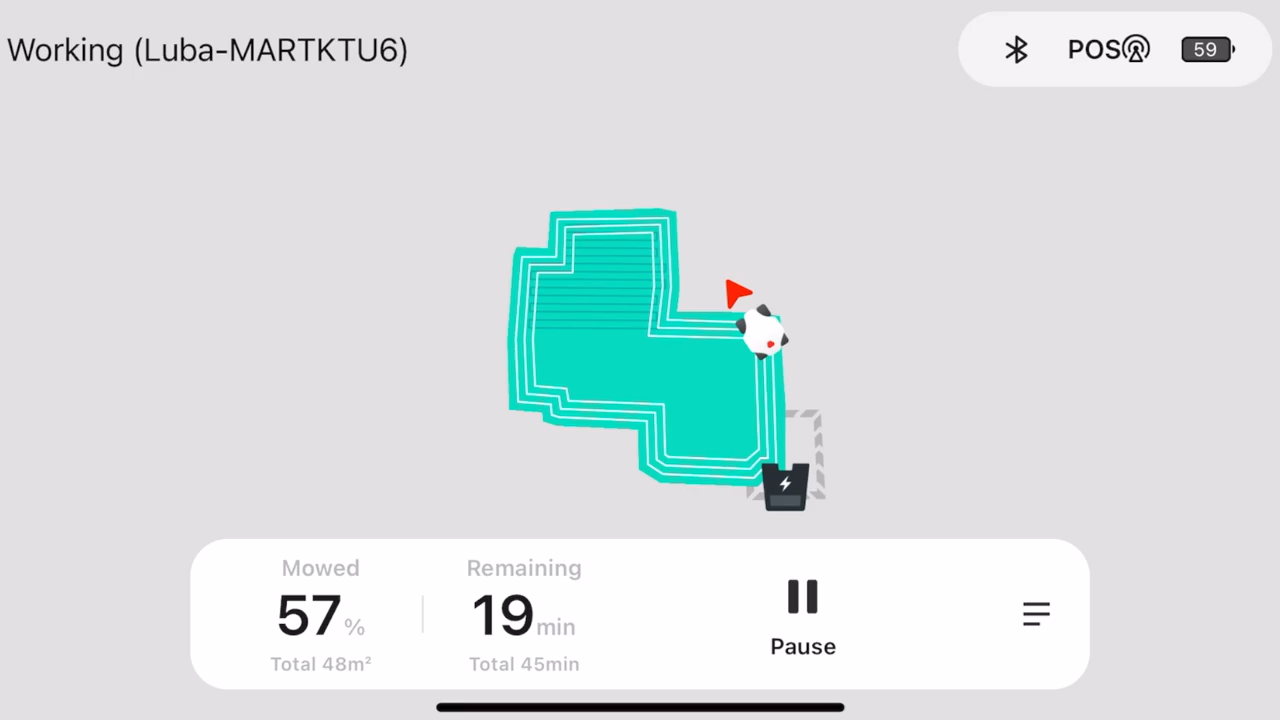 Working (Luba-MARTKTU6)
POS
59
Mowed
57 %
Total 48m²
Remaining
19 min
Total 45min
Pause